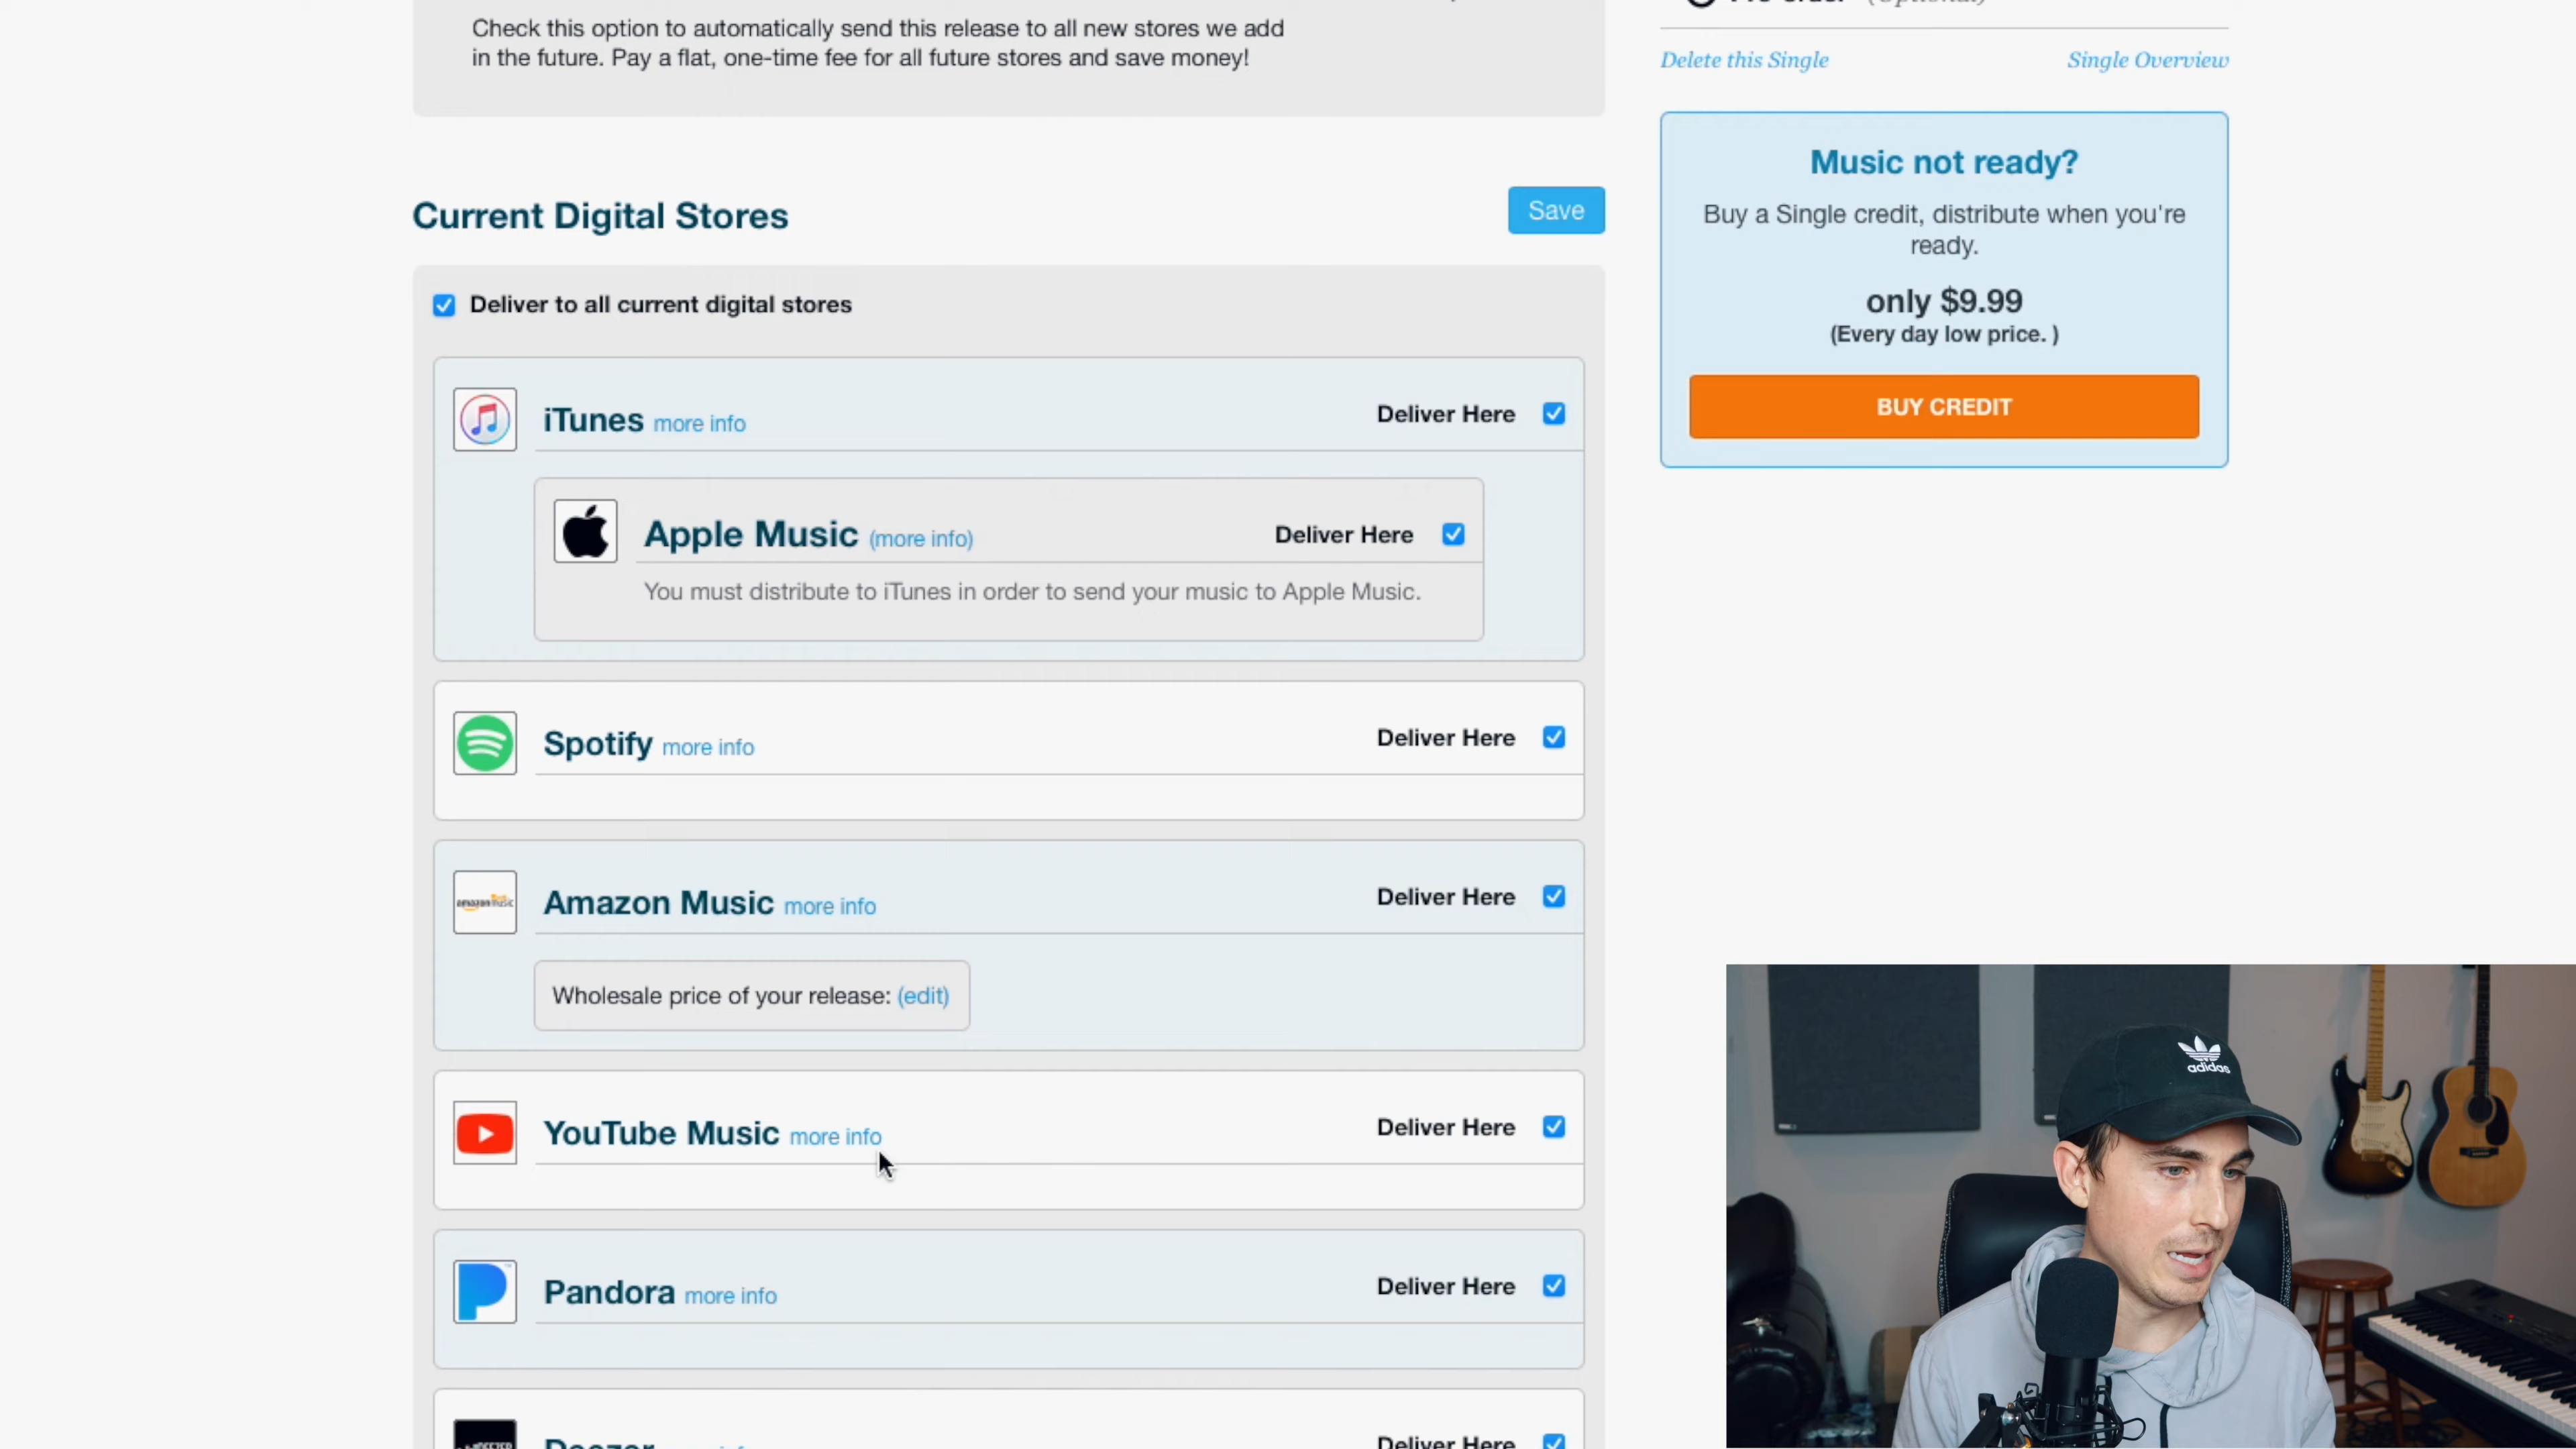 Check this option to automatically send this release to all new stores we add
in the future. Pay a flat, one-time fee for all future stores and save money!
Delete this Single
Single Overview
Music not ready?
Buy a Single credit, distribute when you're
ready.
only $9.99
(Every day low price. )
BUY CREDIT
Current Digital Stores
Save
Deliver to all current digital stores
iTunes more info
Deliver Here
Apple Music (more info)
Deliver Here
You must distribute to iTunes in order to send your music to Apple Music.
Spotify more info
Deliver Here
amazon music
Amazon Music more info
Deliver Here
Wholesale price of your release: (edit)
YouTube Music more info
Deliver Here
Pandora more info
Deliver Here
Deliver Here
adidas